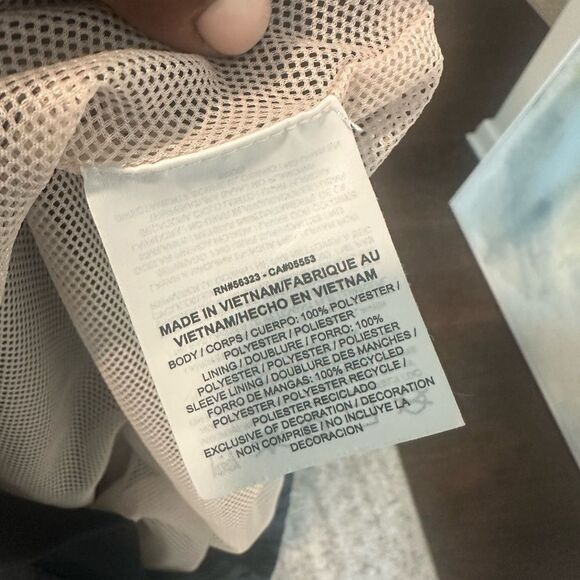 RN#56323 - CA#05553
MADE IN VIETNAM/FABRIQUE AU
VIETNAM/HECHO EN VIETNAM
BODY / CORPS / CUERPO: 100% POLYESTER /
POLYESTER / POLIESTER
LINING / DOUBLURE / FORRO: 100%
POLYESTER / POLYESTER / POLIESTER
SLEEVE LINING / DOUBLURE DES MANCHES /
FORRO DE MANGAS: 100% RECYCLED
POLYESTER / POLYESTER RECYCLE /
POLIESTER RECICLADO
EXCLUSIVE OF DECORATION / DECORATION
NON COMPRISE / NO INCLUYE LA
DECORACION